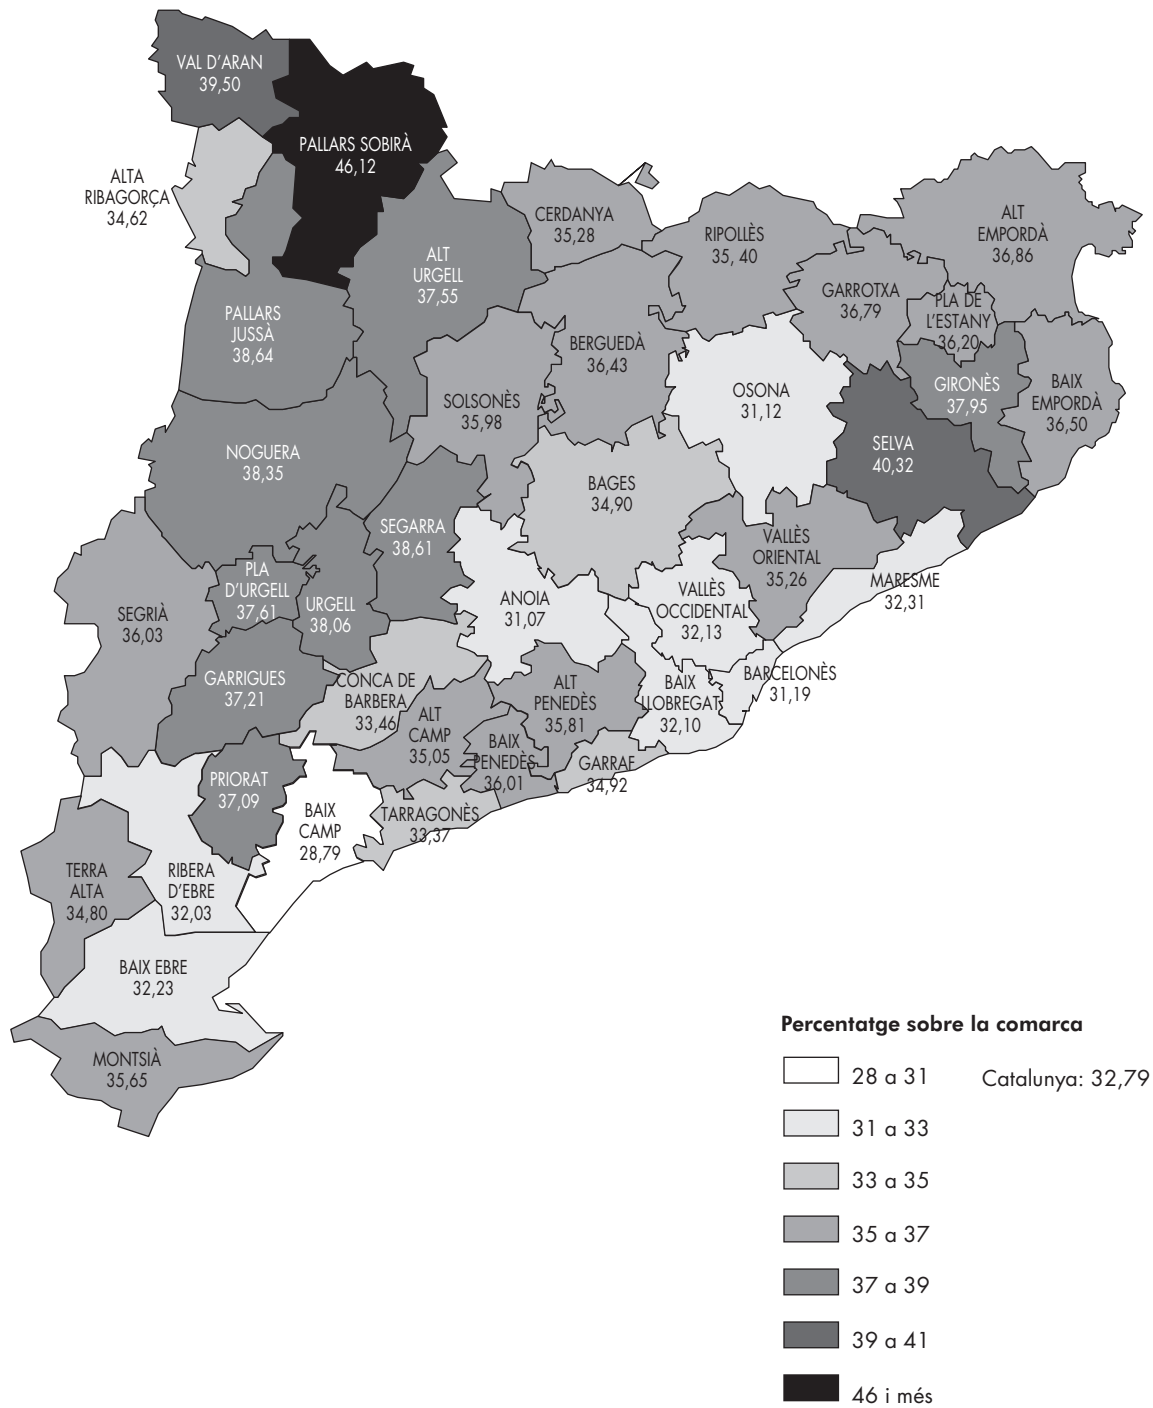 VAL D'ARAN
39,50
PALLARS SOBIRÀ
46,12
ALTA
RIBAGORÇA
34,62
CERDANYA
35,28
RIPOLLÈS
35, 40
ALT
EMPORDÀ
36,86
ALT
URGELL
37,55
GARROTXA
36,79
PLA DE
L'ESTANY
36,20
PALLARS
JUSSÀ
38,64
BERGUEDÀ
36,43
OSONA
31,12
GIRONÈS
37,95
BAIX
EMPORDÀ
36,50
SOLSONÈS
35,98
NOGUERA
38,35
SELVA
40,32
BAGES
34,90
SEGARRA
38,61
VALLÈS
ORIENTAL
35,26
PLA
D'URGELL
37,61
URGELL
38,06
ANOIA
31,07
VALLÈS
OCCIDENTAL
32,13
MARESME
32,31
SEGRIÀ
36,03
GARRIGUES
37,21
CONCA DE
BARBERA
33,46
ALT
PENEDÈS
35,81
BAIX
LLOBREGAT
32,10
BARCELONÈS
31,19
ALT
CAMP
35,05
BAIX
PENEDÈS
36,01
GARRAF
34,92
PRIORAT
37,09
BAIX
CAMP
28,79
TARRAGONÈS
33,37
TERRA
ALTA
34,80
RIBERA
D'EBRE
32,03
BAIX EBRE
32,23
MONTSIÀ
35,65
Percentatge sobre la comarca
28 a 31
Catalunya: 32,79
31 a 33
33 a 35
35 a 37
37 a 39
39 a 41
46 i més